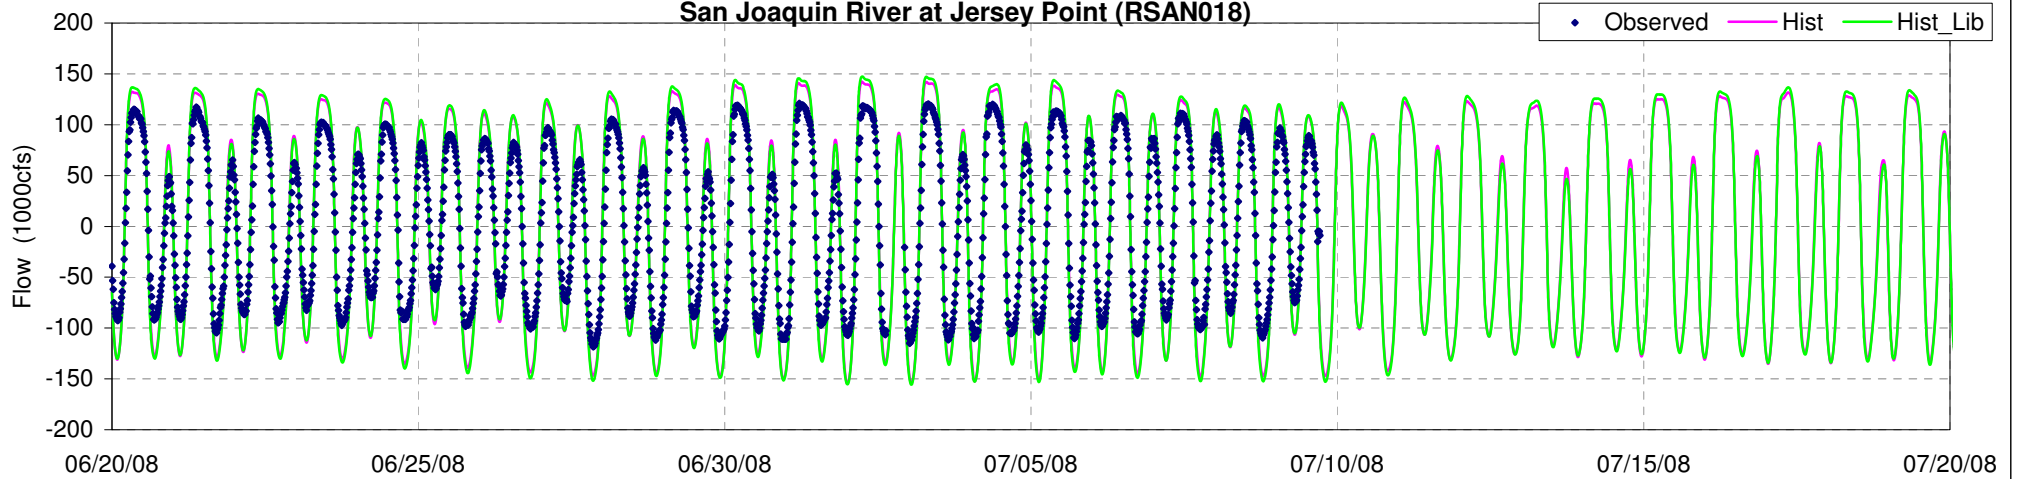 San Joaquin River at Jersey Point (RSAN018)
Observed Hist Hist_Lib
Flow (1000cfs)
200
150
100
50
0
-50
-100
-150
-200
06/20/08 06/25/08 06/30/08 07/05/08 07/10/08 07/15/08 07/20/08